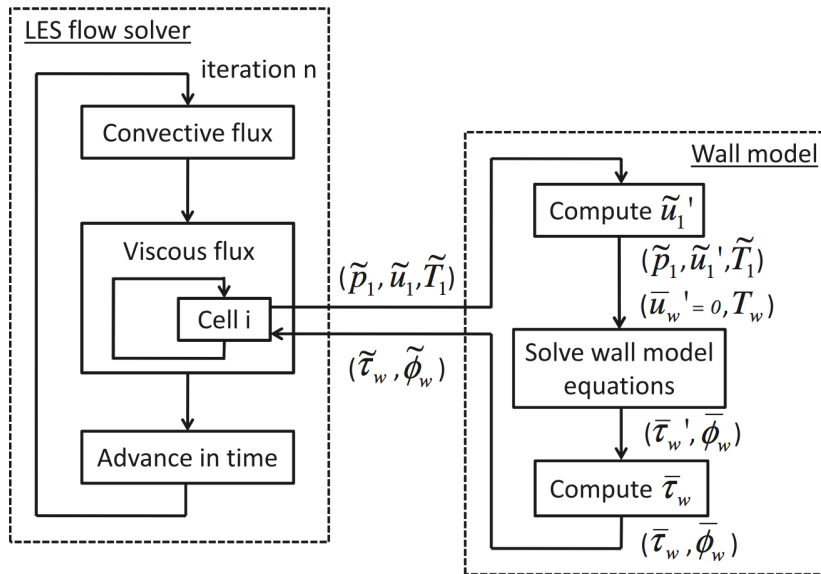 LES flow solver
iteration n
Convective flux
Viscous flux
Cell i
Advance in time
(p̃₁, ũ₁, T̃₁)
(τ̃_w, ϕ̃_w)
Wall model
Compute ũ₁'
(p̃₁, ũ₁', T̃₁)
(ū_w'=0, T_w)
Solve wall model
equations
(τ̄_w', ϕ̄_w)
Compute τ̄_w
(τ̄_w, ϕ̄_w)